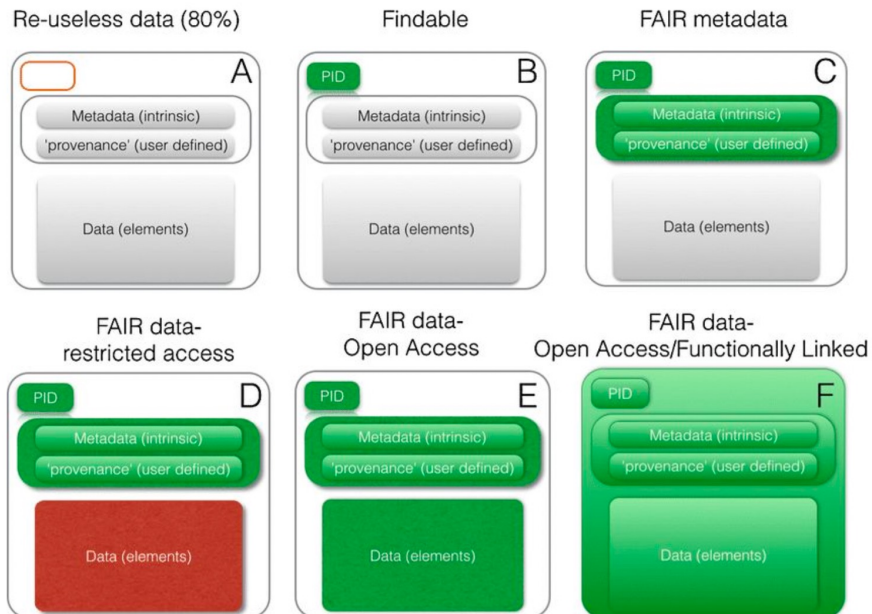 Re-useless data (80%)
Findable
FAIR metadata
A
Metadata (intrinsic)
'provenance' (user defined)
Data (elements)
PID
B
Metadata (intrinsic)
'provenance' (user defined)
Data (elements)
PID
C
Metadata (intrinsic)
'provenance' (user defined)
Data (elements)
FAIR data-
restricted access
FAIR data-
Open Access
FAIR data-
Open Access/Functionally Linked
PID
D
Metadata (intrinsic)
'provenance' (user defined)
Data (elements)
PID
E
Metadata (intrinsic)
'provenance' (user defined)
Data (elements)
PID
F
Metadata (intrinsic)
'provenance' (user defined)
Data (elements)